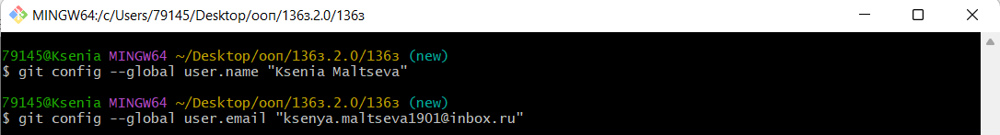 MINGW64:/c/Users/79145/Desktop/ооп/136з.2.0/136з
79145@Ksenia MINGW64 ~/Desktop/ооп/136з.2.0/136з (new)
$ git config --global user.name "Ksenia Maltseva"
79145@Ksenia MINGW64 ~/Desktop/ооп/136з.2.0/136з (new)
$ git config --global user.email "ksenya.maltseva1901@inbox.ru"